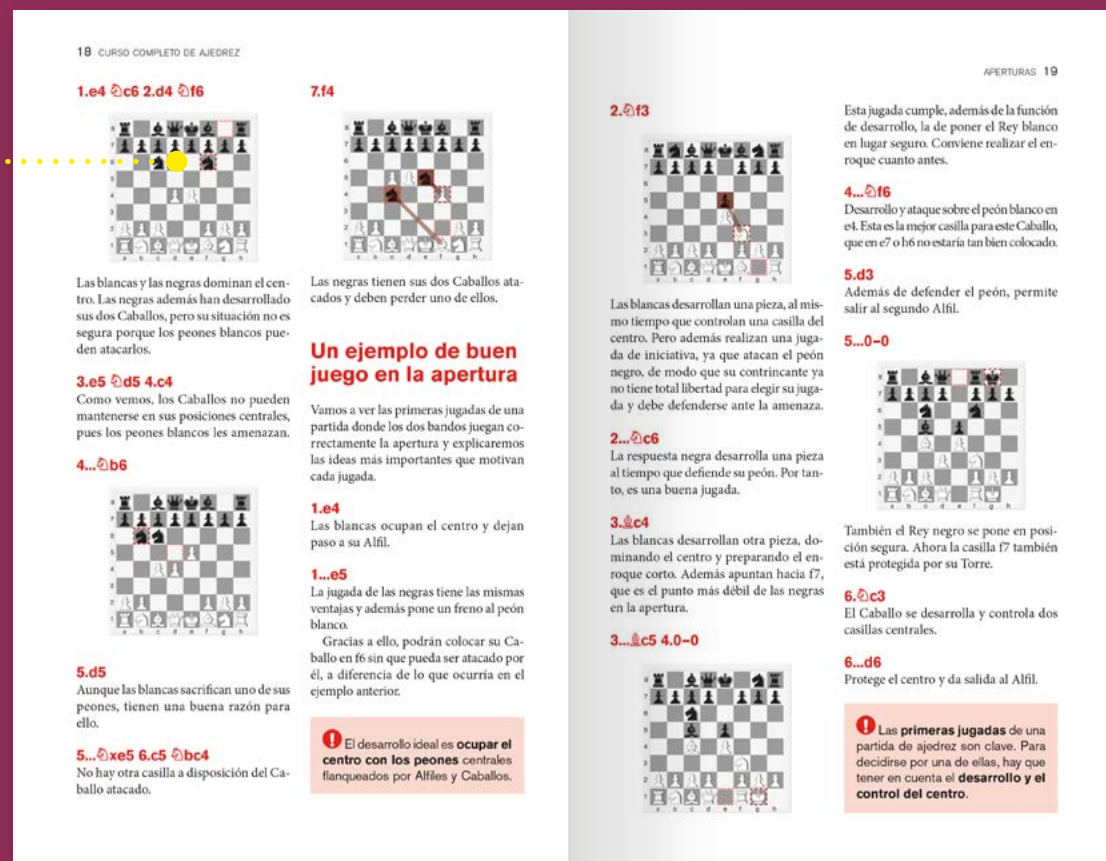 18 CURSO COMPLETO DE AJEDREZ
1.e4 ♘c6 2.d4 ♘f6
Las blancas y las negras dominan el cen-
tro. Las negras además han desarrollado
sus dos Caballos, pero su situación no es
segura porque los peones blancos pue-
den atacarlos.
3.e5 ♘d5 4.c4
Como vemos, los Caballos no pueden
mantenerse en sus posiciones centrales,
pues los peones blancos les amenazan.
4...♘b6
5.d5
Aunque las blancas sacrifican uno de sus
peones, tienen una buena razón para
ello.
5...♘xe5 6.c5 ♘bc4
No hay otra casilla a disposición del Ca-
ballo atacado.
7.f4
Las negras tienen sus dos Caballos ata-
cados y deben perder uno de ellos.
Un ejemplo de buen
juego en la apertura
Vamos a ver las primeras jugadas de una
partida donde los dos bandos juegan co-
rrectamente la apertura y explicaremos
las ideas más importantes que motivan
cada jugada.
1.e4
Las blancas ocupan el centro y dejan
paso a su Alfil.
1...e5
La jugada de las negras tiene las mismas
ventajas y además pone un freno al peón
blanco.
Gracias a ello, podrán colocar su Ca-
ballo en f6 sin que pueda ser atacado por
él, a diferencia de lo que ocurría en el
ejemplo anterior.
El desarrollo ideal es ocupar el
centro con los peones centrales
flanqueados por Alfiles y Caballos.
APERTURAS 19
2.♘f3
Las blancas desarrollan una pieza, al mis-
mo tiempo que controlan una casilla del
centro. Pero además realizan una juga-
da de iniciativa, ya que atacan el peón
negro, de modo que su contrincante ya
no tiene total libertad para elegir su juga-
da y debe defenderse ante la amenaza.
2...♘c6
La respuesta negra desarrolla una pieza
al tiempo que defiende su peón. Por tan-
to, es una buena jugada.
3.♗c4
Las blancas desarrollan otra pieza, do-
minando el centro y preparando el en-
roque corto. Además apuntan hacia f7,
que es el punto más débil de las negras
en la apertura.
3...♗c5 4.0–0
Esta jugada cumple, además de la función
de desarrollo, la de poner el Rey blanco
en lugar seguro. Conviene realizar el en-
roque cuanto antes.
4...♘f6
Desarrollo y ataque sobre el peón blanco en
e4. Esta es la mejor casilla para este Caballo,
que en e7 o h6 no estaría tan bien colocado.
5.d3
Además de defender el peón, permite
salir al segundo Alfil.
5...0–0
También el Rey negro se pone en posi-
ción segura. Ahora la casilla f7 también
está protegida por su Torre.
6.♘c3
El Caballo se desarrolla y controla dos
casillas centrales.
6...d6
Protege el centro y da salida al Alfil.
Las primeras jugadas de una
partida de ajedrez son clave. Para
decidirse por una de ellas, hay que
tener en cuenta el desarrollo y el
control del centro.